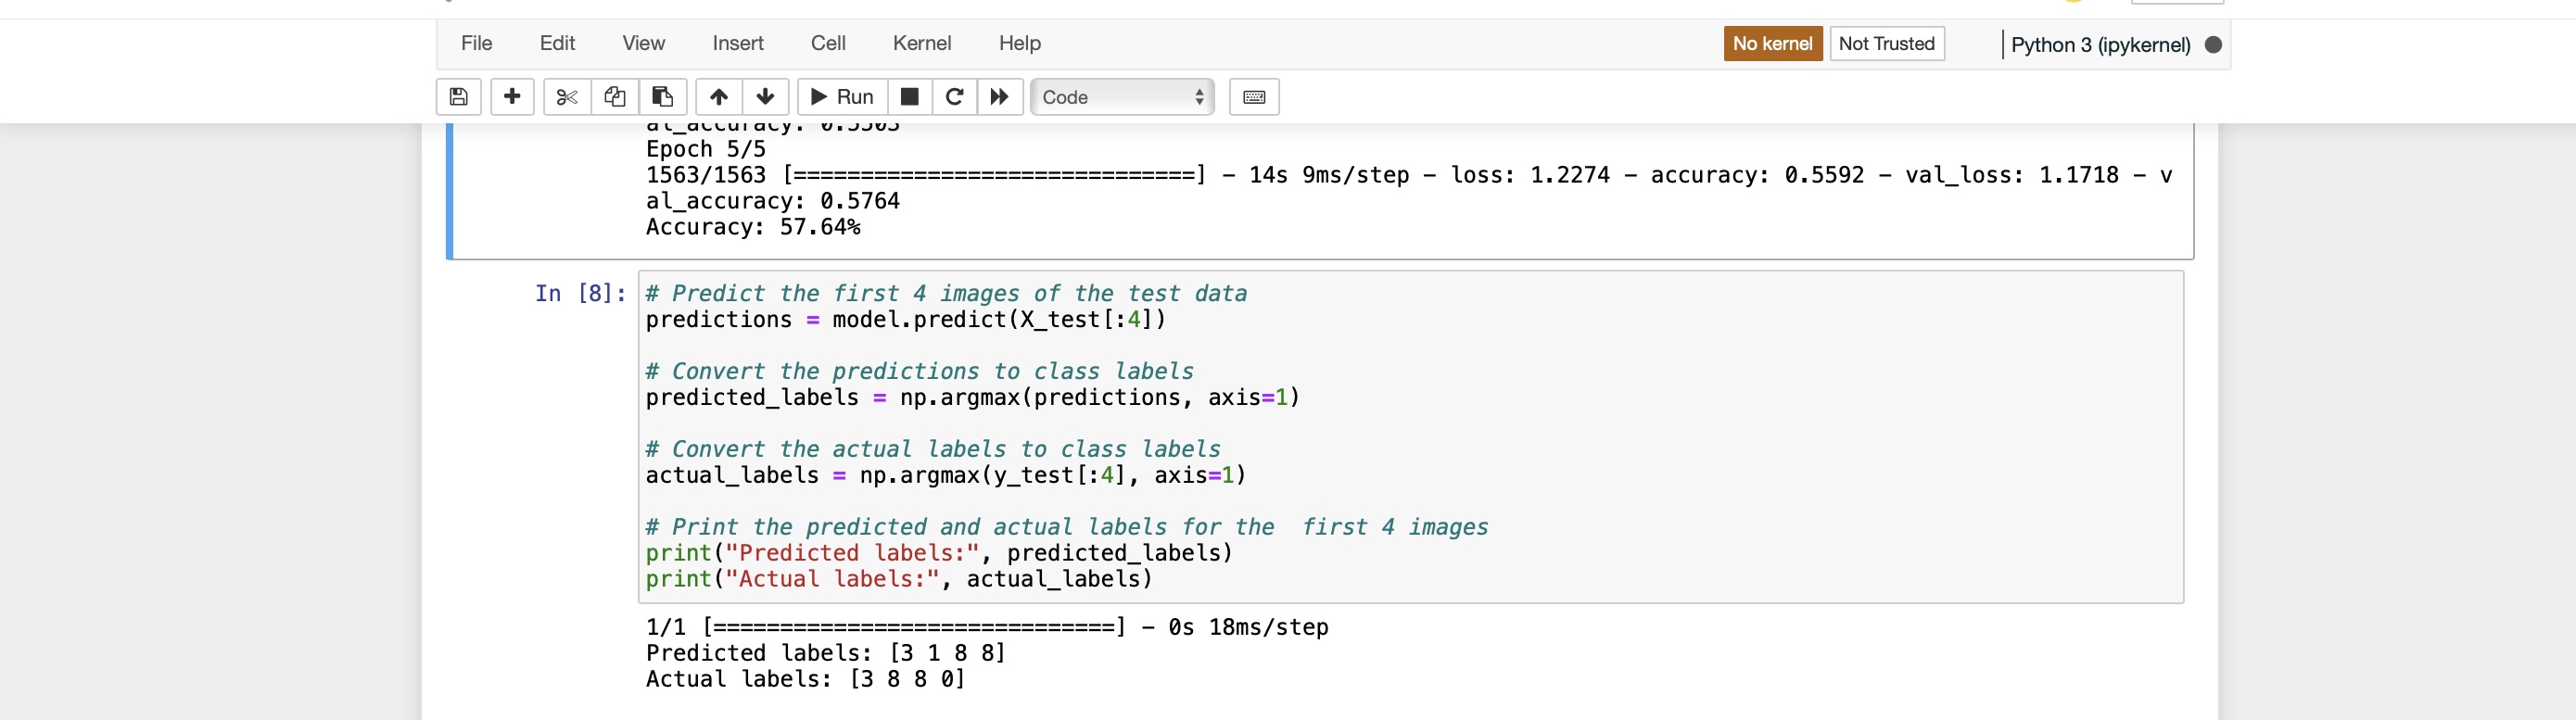 File Edit View Insert Cell Kernel Help No kernel Not Trusted Python 3 (ipykernel)
Run Code
Epoch 5/5
1563/1563 [==============================] - 14s 9ms/step - loss: 1.2274 - accuracy: 0.5592 - val_loss: 1.1718 - v
al_accuracy: 0.5764
Accuracy: 57.64%
In [8]: # Predict the first 4 images of the test data
predictions = model.predict(X_test[:4])
# Convert the predictions to class labels
predicted_labels = np.argmax(predictions, axis=1)
# Convert the actual labels to class labels
actual_labels = np.argmax(y_test[:4], axis=1)
# Print the predicted and actual labels for the  first 4 images
print("Predicted labels:", predicted_labels)
print("Actual labels:", actual_labels)
1/1 [==============================] - 0s 18ms/step
Predicted labels: [3 1 8 8]
Actual labels: [3 8 8 0]